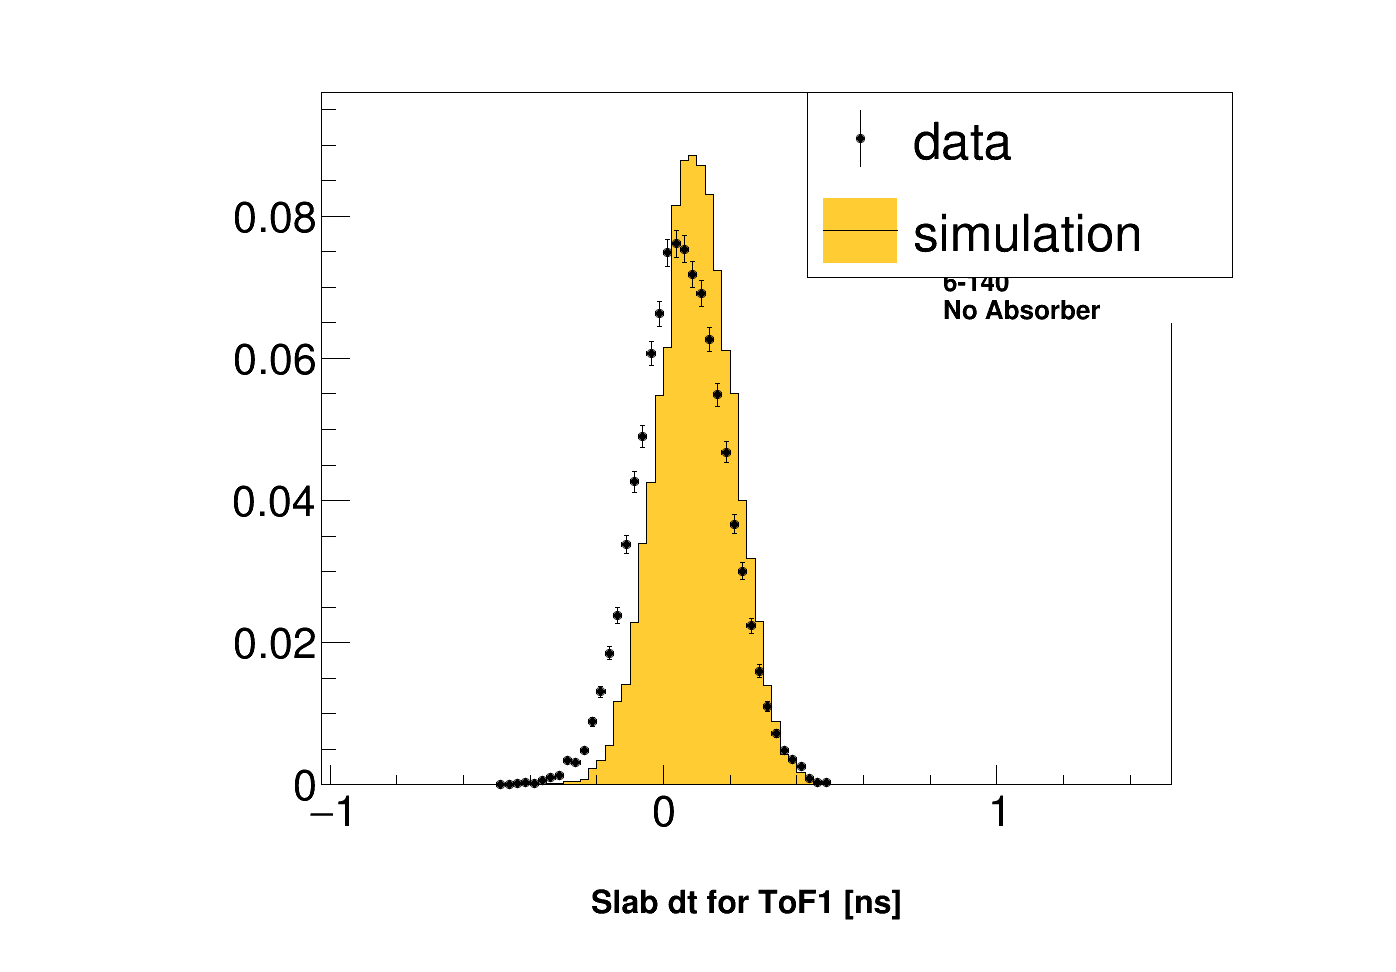 data
simulation
6-140
No Absorber
0.08
0.06
0.04
0.02
0
−1
0
1
Slab dt for ToF1 [ns]